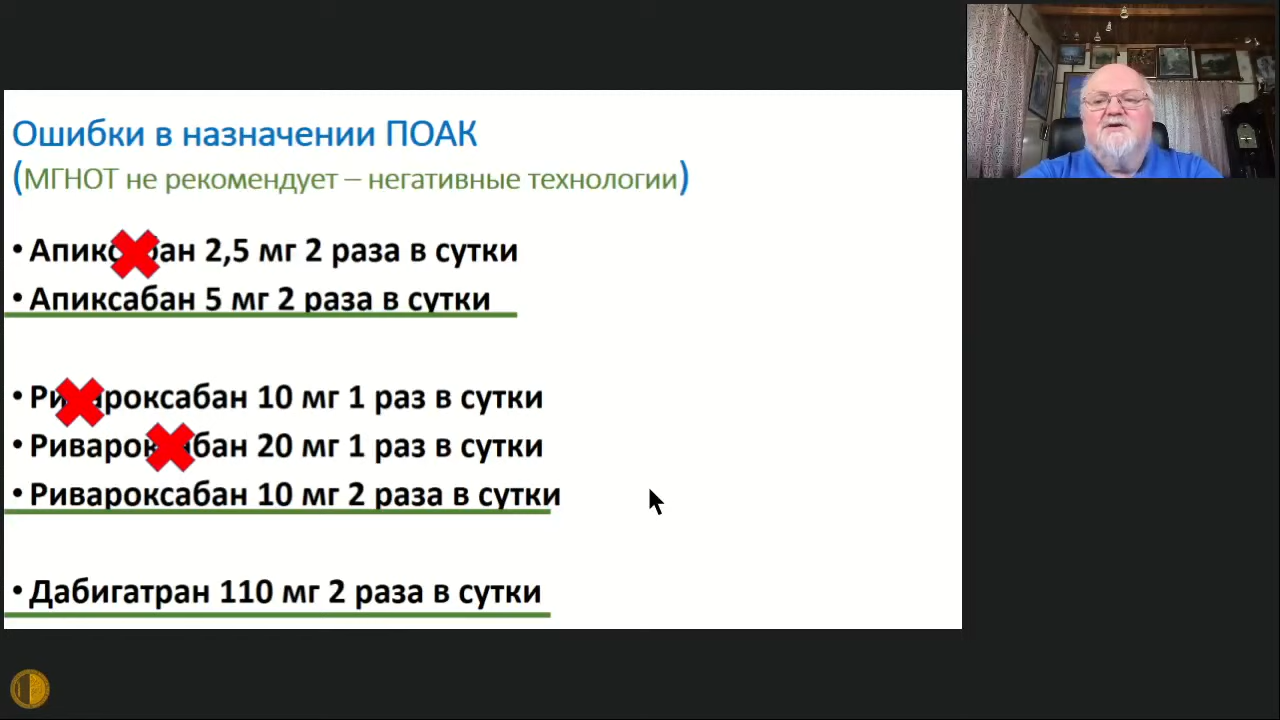 Ошибки в назначении ПОАК
(МГНОТ не рекомендует – негативные технологии)
• Апиксабан 2,5 мг 2 раза в сутки
• Апиксабан 5 мг 2 раза в сутки
• Ривароксабан 10 мг 1 раз в сутки
• Ривароксабан 20 мг 1 раз в сутки
• Ривароксабан 10 мг 2 раза в сутки
• Дабигатран 110 мг 2 раза в сутки